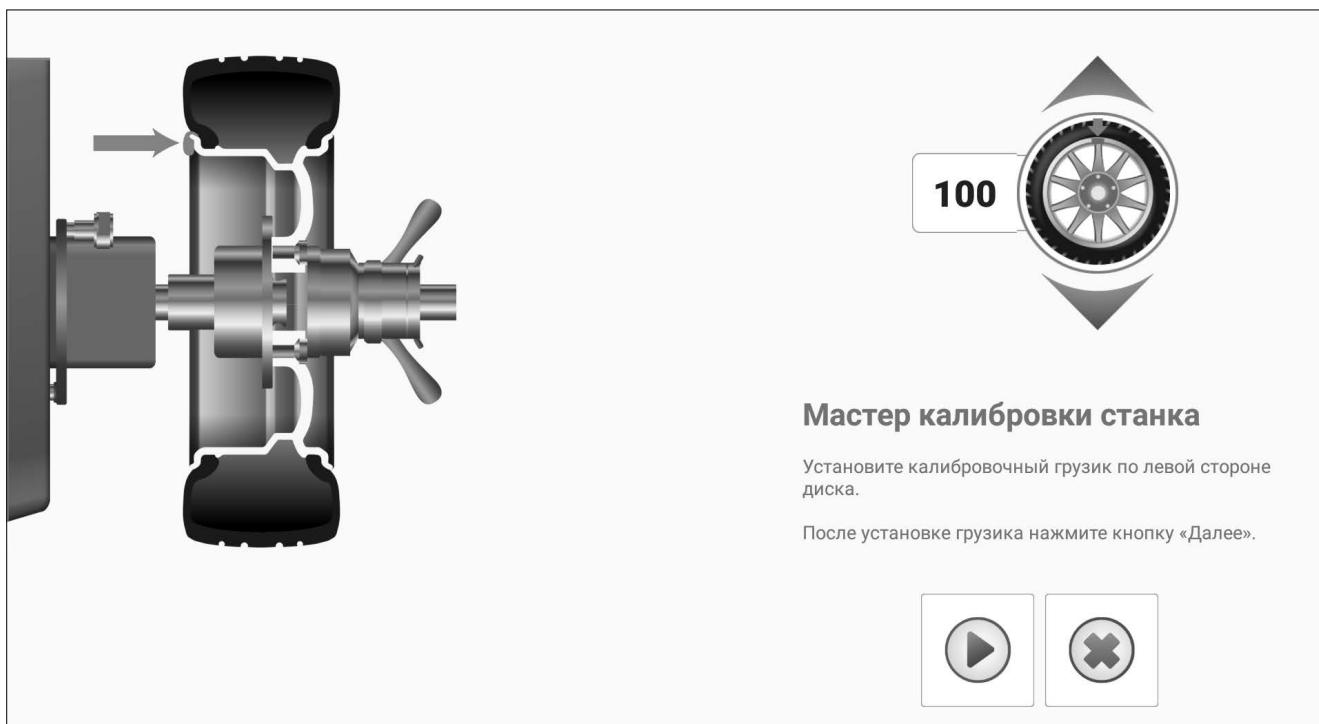 100
Мастер калибровки станка
Установите калибровочный грузик по левой стороне
диска.
После установке грузика нажмите кнопку «Далее».